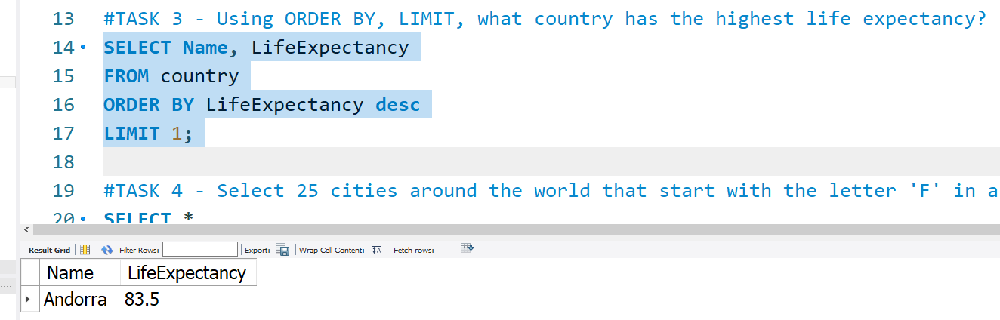 13 #TASK 3 - Using ORDER BY, LIMIT, what country has the highest life expectancy?
14 SELECT Name, LifeExpectancy
15 FROM country
16 ORDER BY LifeExpectancy desc
17 LIMIT 1;
18
19 #TASK 4 - Select 25 cities around the world that start with the letter 'F' in a
20 SELECT *
Result Grid Filter Rows: Export: Wrap Cell Content: Fetch rows:
Name LifeExpectancy
Andorra 83.5